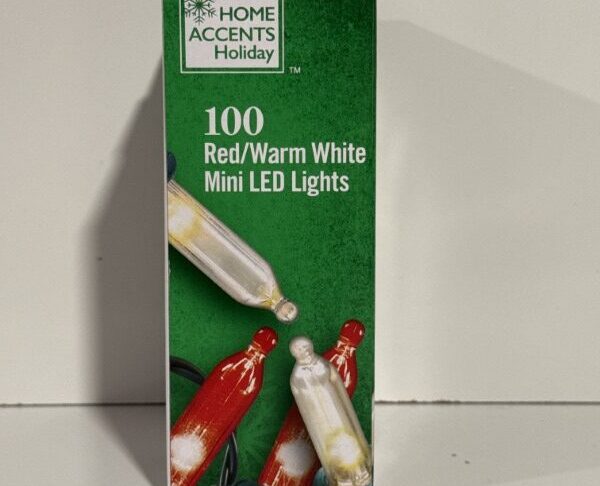 HOME
ACCENTS
Holiday
™
100
Red/Warm White
Mini LED Lights